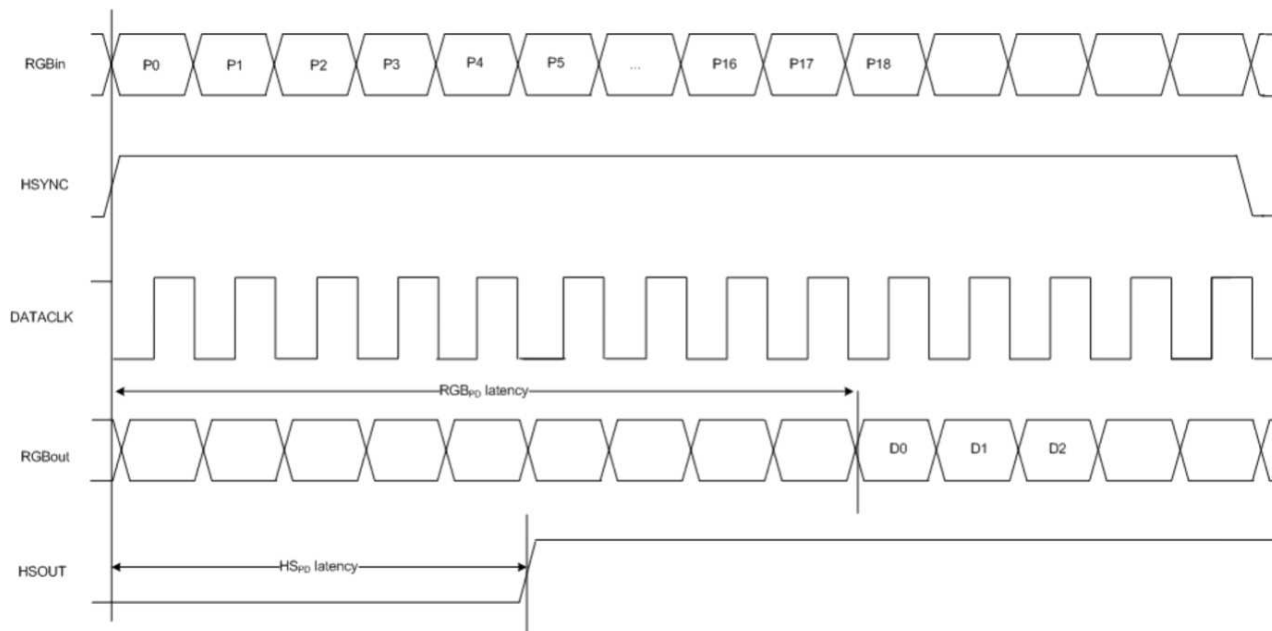 RGBin P0 P1 P2 P3 P4 P5 ... P16 P17 P18
HSYNC
DATACLK
RGBPD latency
RGBout D0 D1 D2
HSPD latency
HSOUT